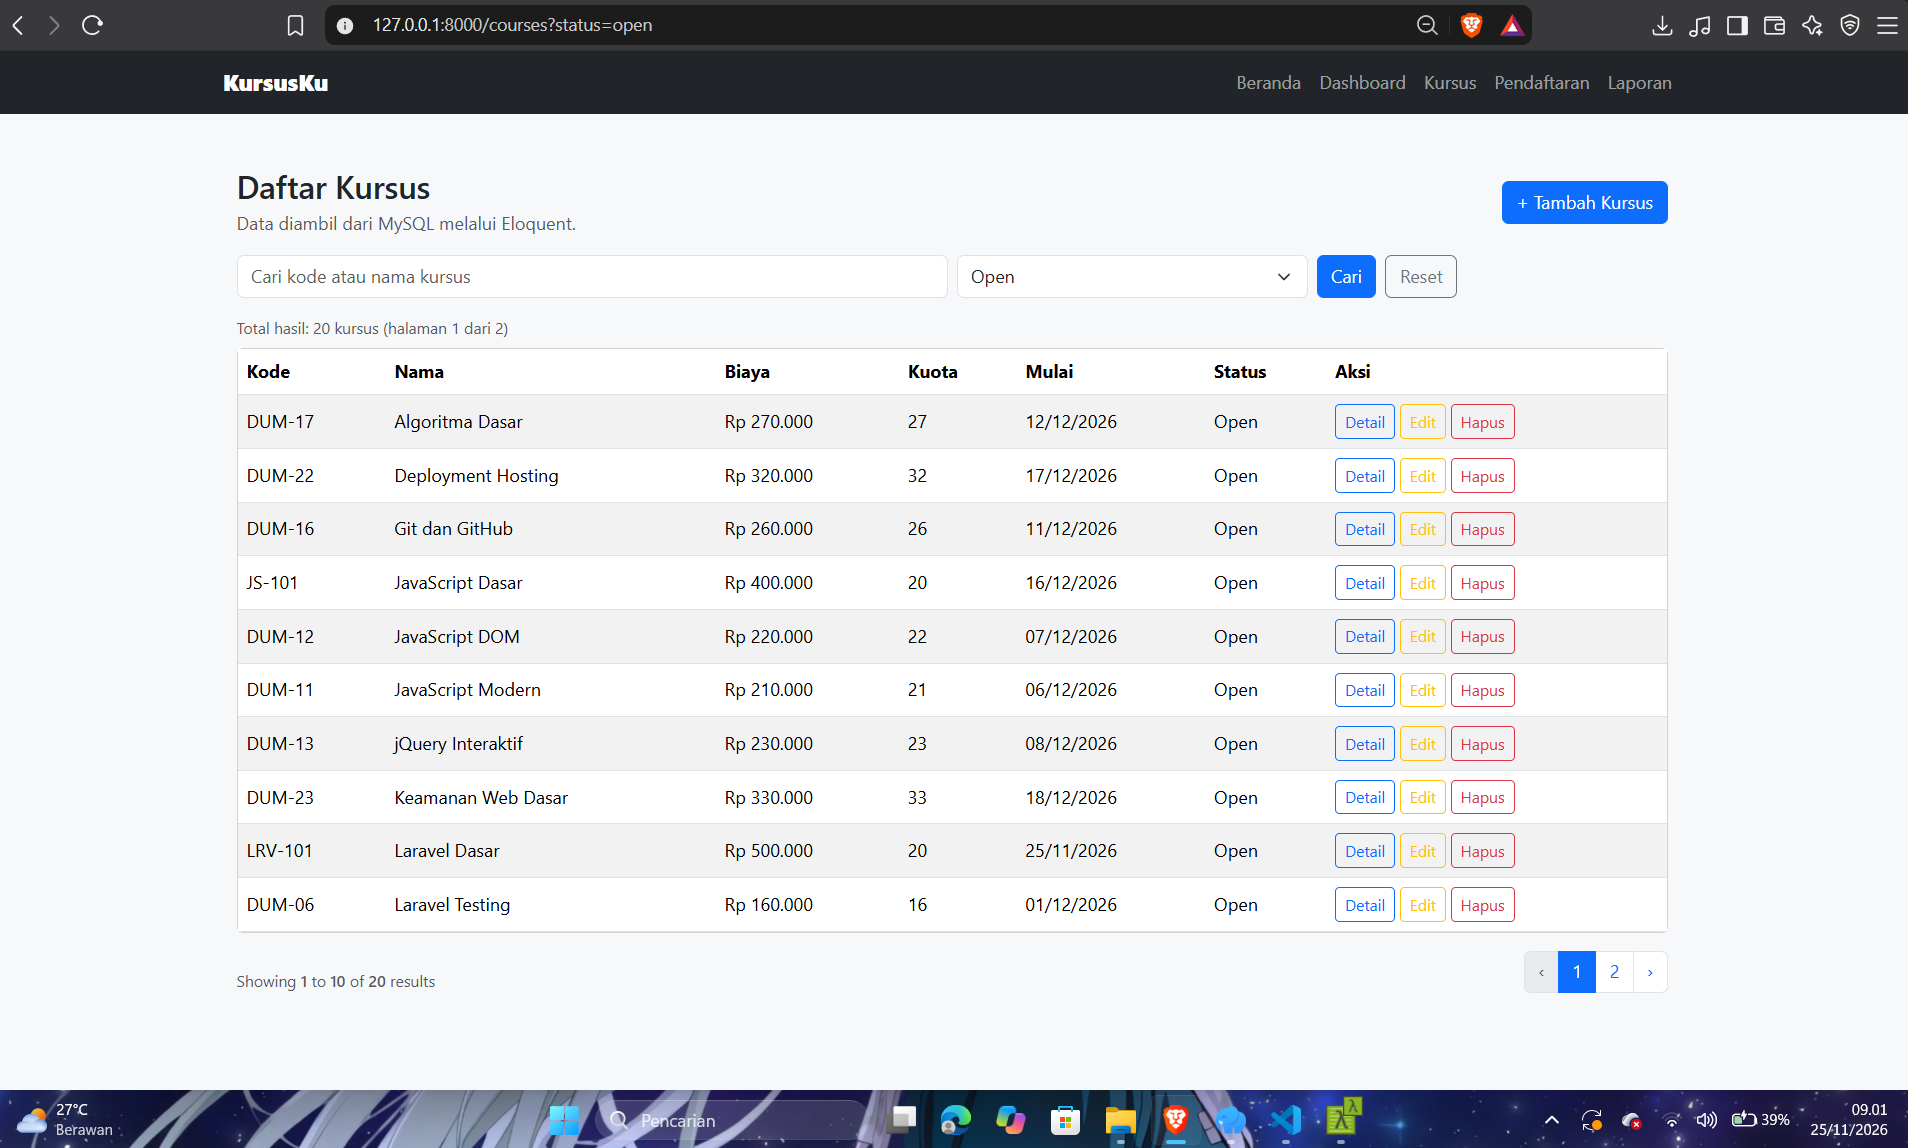 127.0.0.1:8000/courses?status=open
KursusKu
Beranda Dashboard Kursus Pendaftaran Laporan
Daftar Kursus
Data diambil dari MySQL melalui Eloquent.
+ Tambah Kursus
Cari kode atau nama kursus Open Cari Reset
Total hasil: 20 kursus (halaman 1 dari 2)
Kode Nama Biaya Kuota Mulai Status Aksi
DUM-17 Algoritma Dasar Rp 270.000 27 12/12/2026 Open Detail Edit Hapus
DUM-22 Deployment Hosting Rp 320.000 32 17/12/2026 Open Detail Edit Hapus
DUM-16 Git dan GitHub Rp 260.000 26 11/12/2026 Open Detail Edit Hapus
JS-101 JavaScript Dasar Rp 400.000 20 16/12/2026 Open Detail Edit Hapus
DUM-12 JavaScript DOM Rp 220.000 22 07/12/2026 Open Detail Edit Hapus
DUM-11 JavaScript Modern Rp 210.000 21 06/12/2026 Open Detail Edit Hapus
DUM-13 jQuery Interaktif Rp 230.000 23 08/12/2026 Open Detail Edit Hapus
DUM-23 Keamanan Web Dasar Rp 330.000 33 18/12/2026 Open Detail Edit Hapus
LRV-101 Laravel Dasar Rp 500.000 20 25/11/2026 Open Detail Edit Hapus
DUM-06 Laravel Testing Rp 160.000 16 01/12/2026 Open Detail Edit Hapus
Showing 1 to 10 of 20 results
‹ 1 2 ›
27°C
Berawan
Pencarian
39%
09.01
25/11/2026